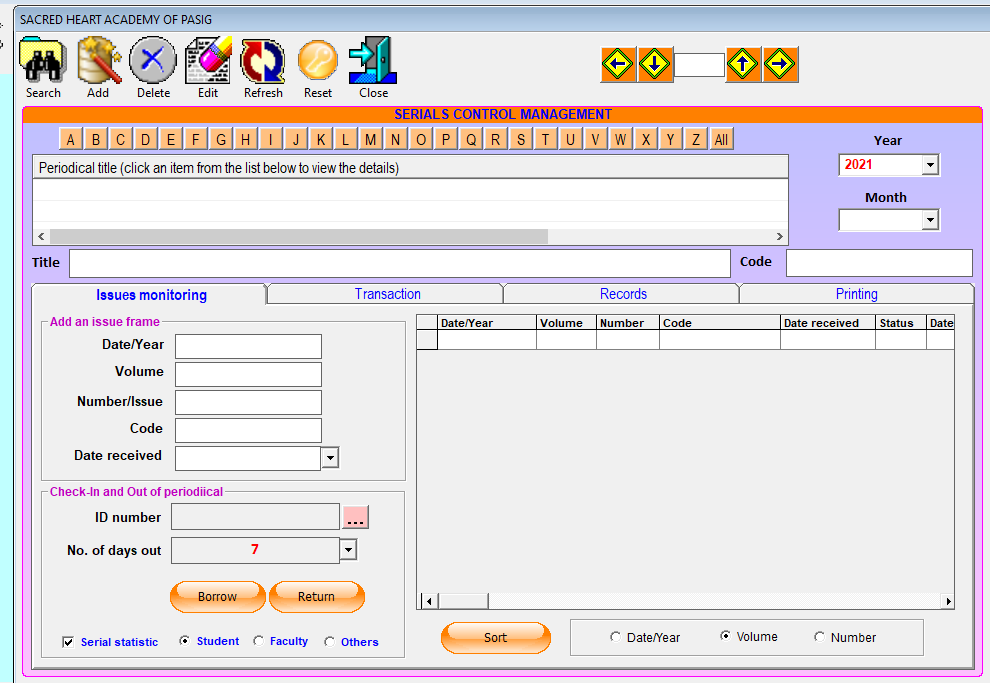 SACRED HEART ACADEMY OF PASIG
Search Add Delete Edit Refresh Reset Close
SERIALS CONTROL MANAGEMENT
A B C D E F G H I J K L M N O P Q R S T U V W X Y Z All
Year
Periodical title (click an item from the list below to view the details)
2021
Month
Title
Code
Issues monitoring Transaction Records Printing
Add an issue frame
Date/Year Volume Number Code Date received Status Date
Date/Year
Volume
Number/Issue
Code
Date received
Check-In and Out of periodiical
ID number ...
No. of days out 7
Borrow Return
Serial statistic Student Faculty Others
Sort Date/Year Volume Number